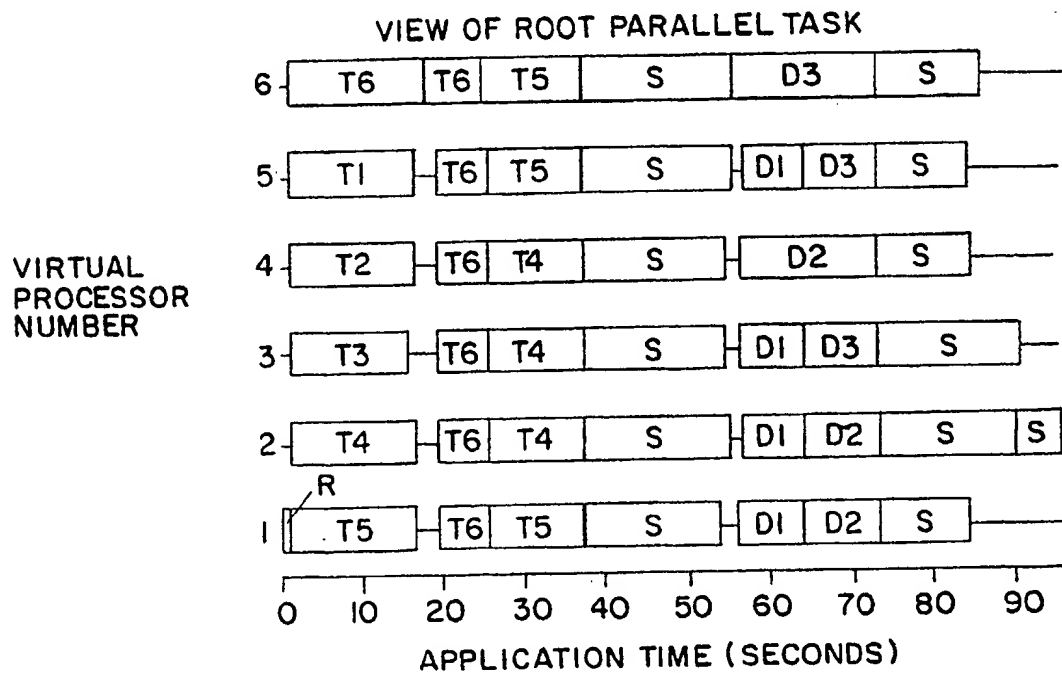 VIEW OF ROOT PARALLEL TASK
6 T6 T6 T5 S D3 S
5 T1 T6 T5 S D1 D3 S
4 T2 T6 T4 S D2 S
VIRTUAL
PROCESSOR
NUMBER
3 T3 T6 T4 S D1 D3 S
2 T4 T6 T4 S D1 D2 S S
R
1 T5 T6 T5 S D1 D2 S
0 10 20 30 40 50 60 70 80 90
APPLICATION TIME (SECONDS)